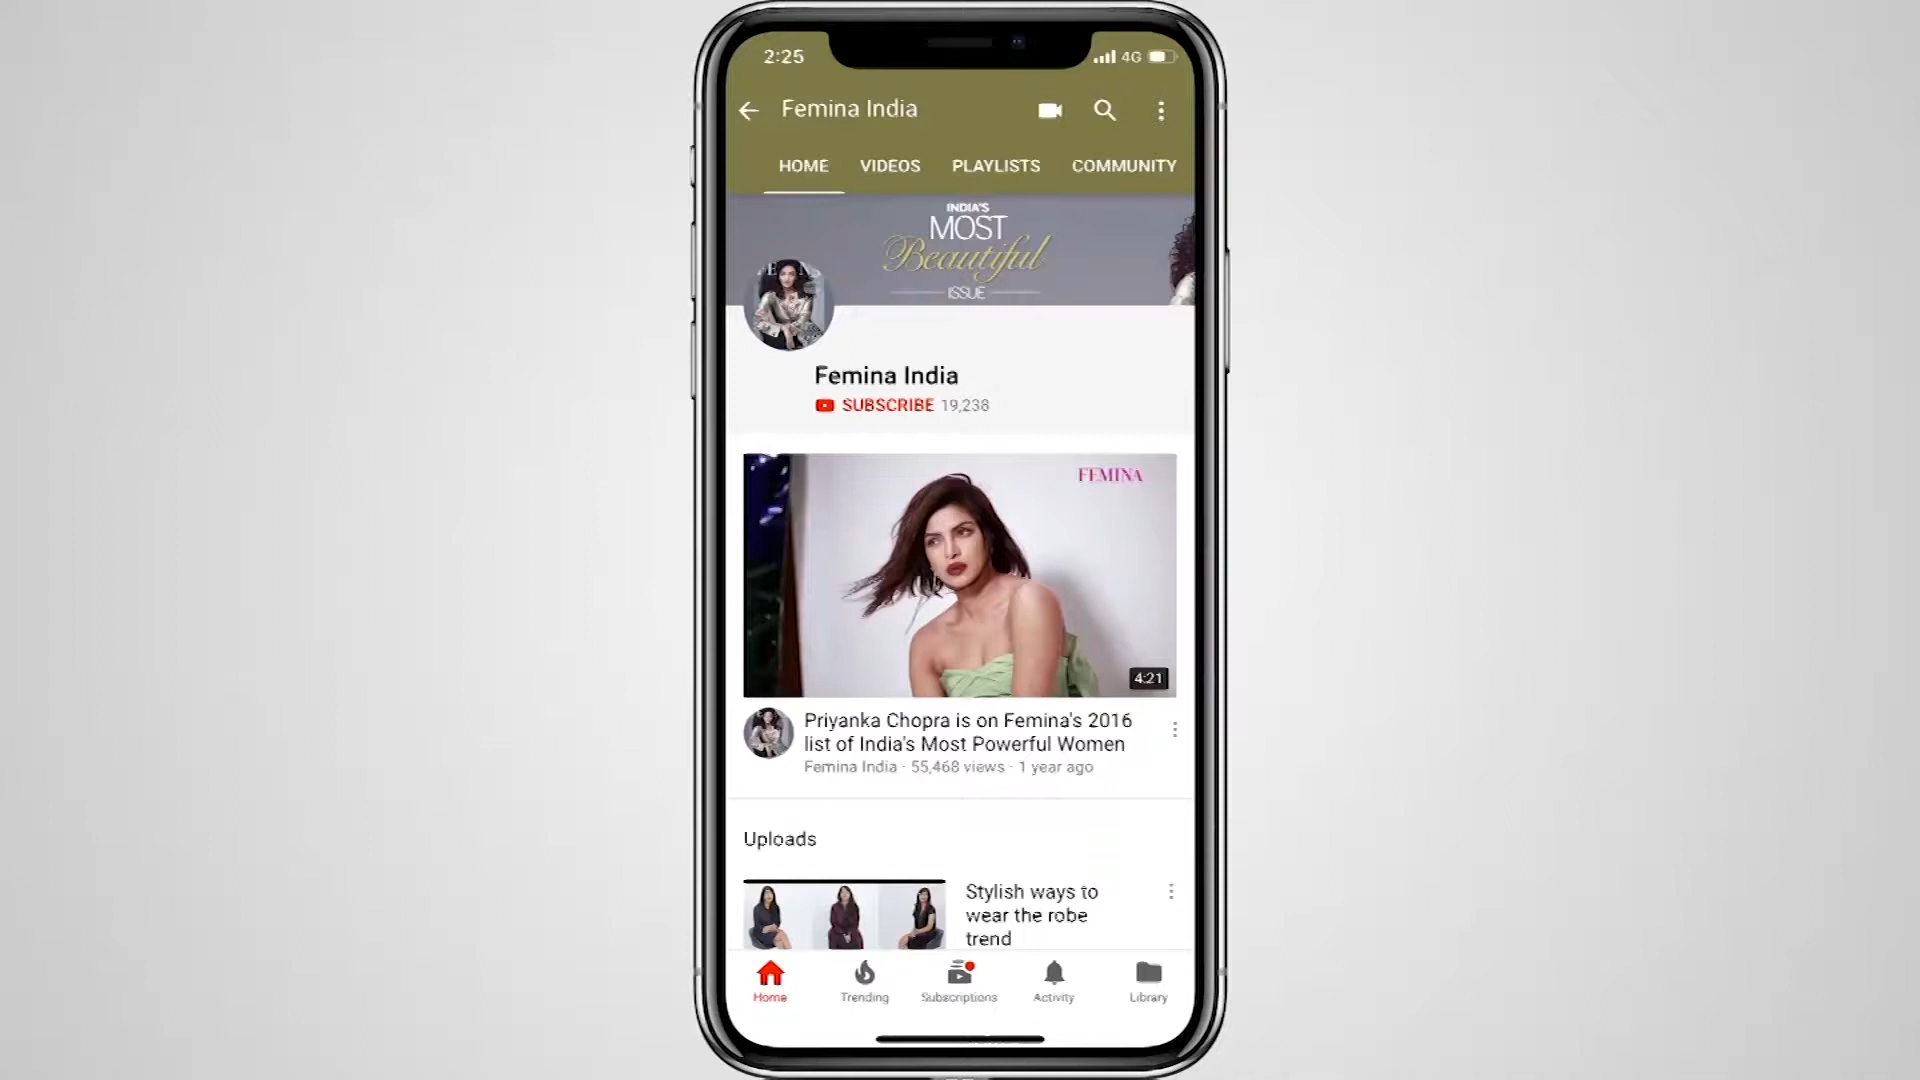 2:25
4G
Femina India
HOME VIDEOS PLAYLISTS COMMUNITY
INDIA'S
MOST
Beautiful
ISSUE
Femina India
SUBSCRIBE 19,238
FEMINA
4:21
Priyanka Chopra is on Femina's 2016
list of India's Most Powerful Women
Femina India · 55,468 views · 1 year ago
Uploads
Stylish ways to
wear the robe
trend
Home Trending Subscriptions Activity Library